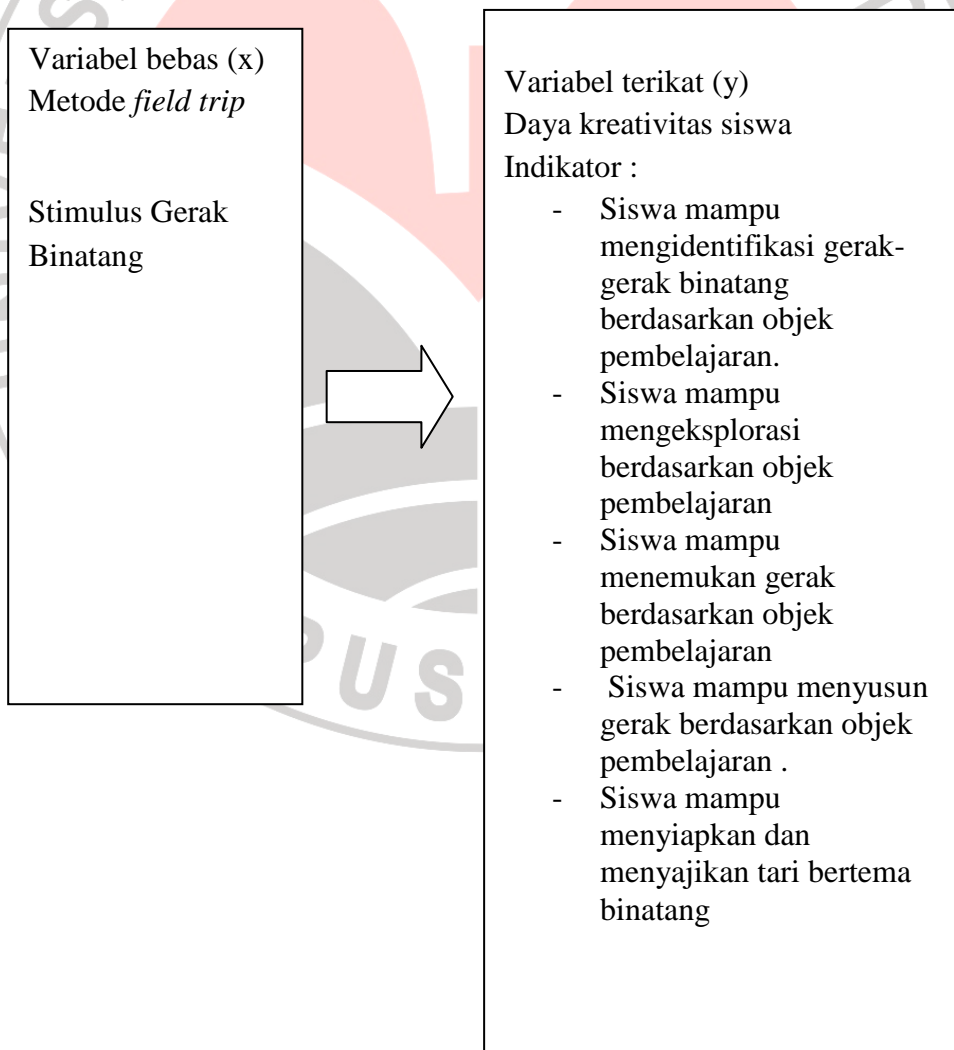 Variabel bebas (x)
Metode field trip
Stimulus Gerak
Binatang
Variabel terikat (y)
Daya kreativitas siswa
Indikator :
- Siswa mampu
mengidentifikasi gerak-
gerak binatang
berdasarkan objek
pembelajaran.
- Siswa mampu
mengeksplorasi
berdasarkan objek
pembelajaran
- Siswa mampu
menemukan gerak
berdasarkan objek
pembelajaran
- Siswa mampu menyusun
gerak berdasarkan objek
pembelajaran .
- Siswa mampu
menyiapkan dan
menyajikan tari bertema
binatang